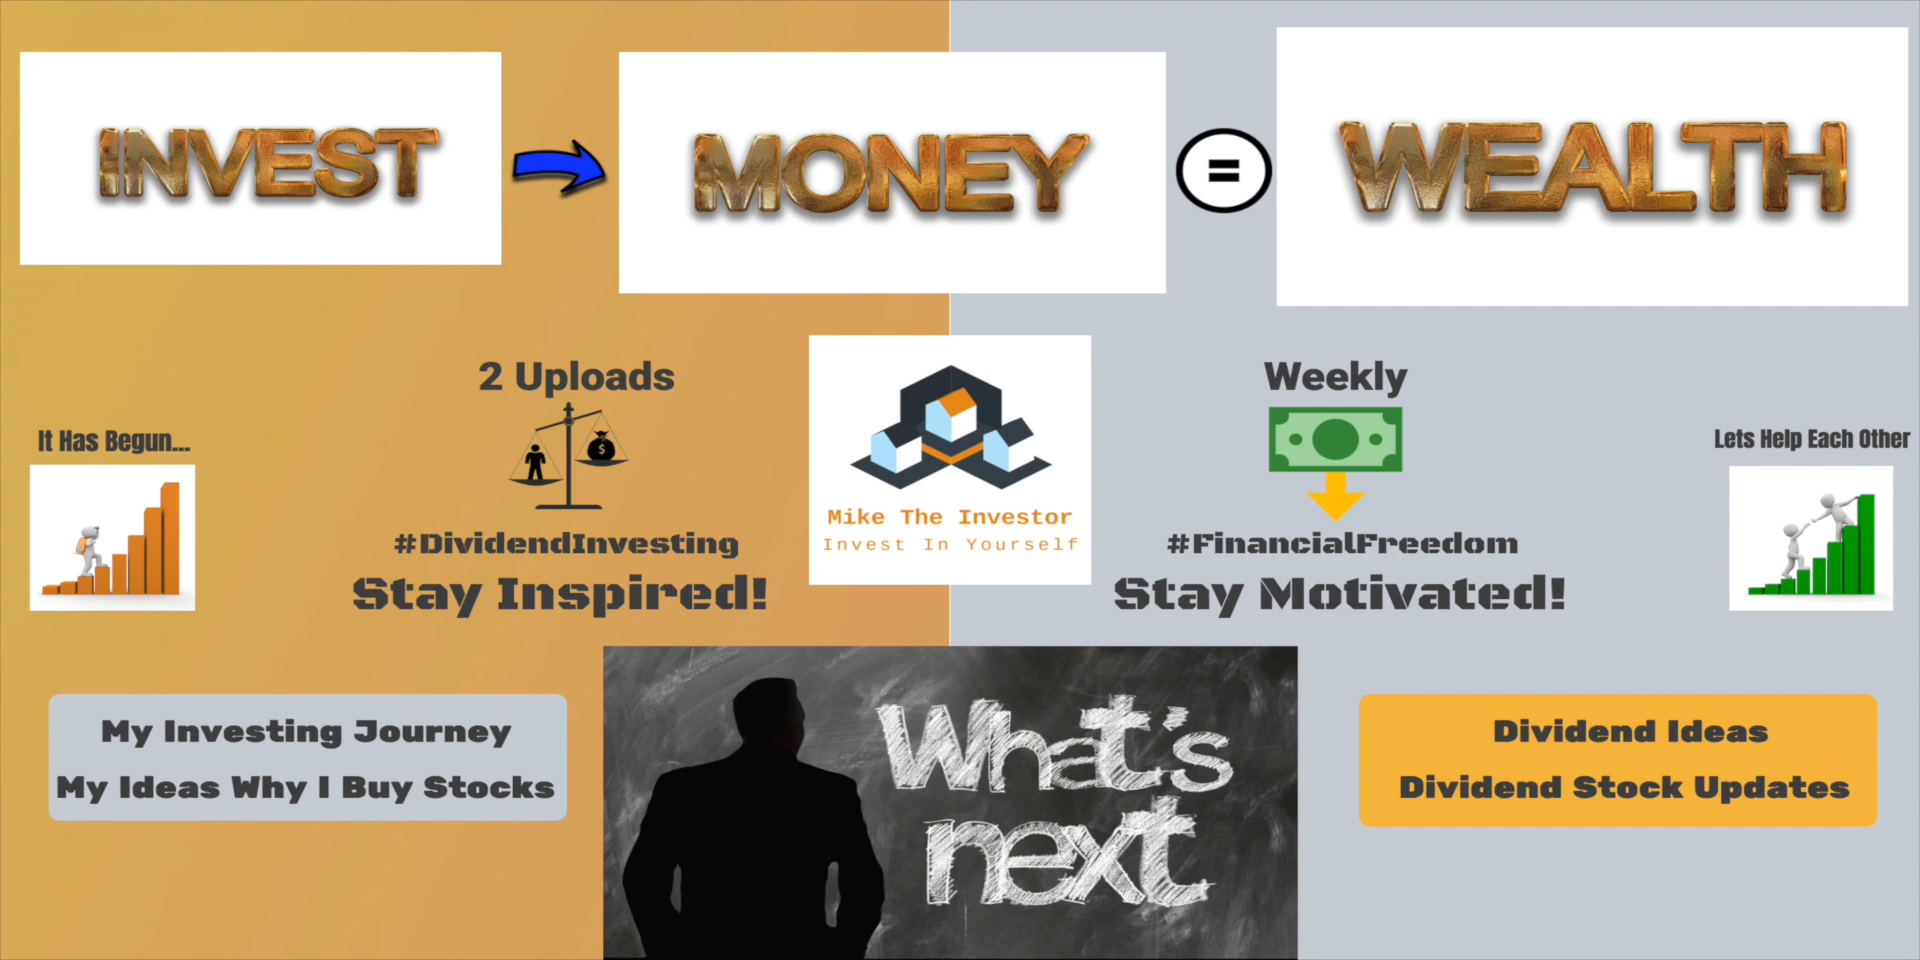 INVEST
MONEY
=
WEALTH
2 Uploads
Weekly
It Has Begun...
$
Lets Help Each Other
Mike The Investor
Invest In Yourself
#DividendInvesting
#FinancialFreedom
Stay Inspired!
Stay Motivated!
My Investing Journey
My Ideas Why I Buy Stocks
What's
next
Dividend Ideas
Dividend Stock Updates